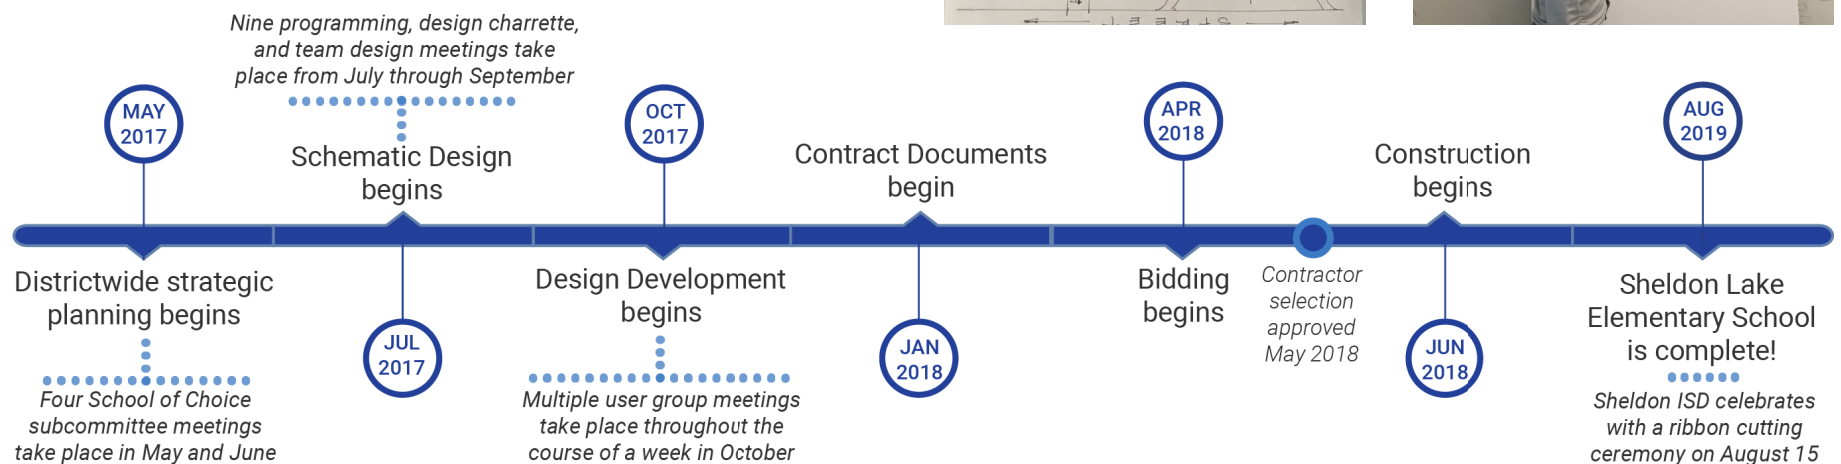 Nine programming, design charrette,
and team design meetings take
place from July through September
MAY
2017
OCT
2017
APR
2018
AUG
2019
Schematic Design
begins
Contract Documents
begin
Construction
begins
Districtwide strategic
planning begins
Design Development
begins
Bidding
begins
Contractor
selection
approved
May 2018
Sheldon Lake
Elementary School
is complete!
JUL
2017
JAN
2018
JUN
2018
Four School of Choice
subcommittee meetings
take place in May and June
Multiple user group meetings
take place throughout the
course of a week in October
Sheldon ISD celebrates
with a ribbon cutting
ceremony on August 15